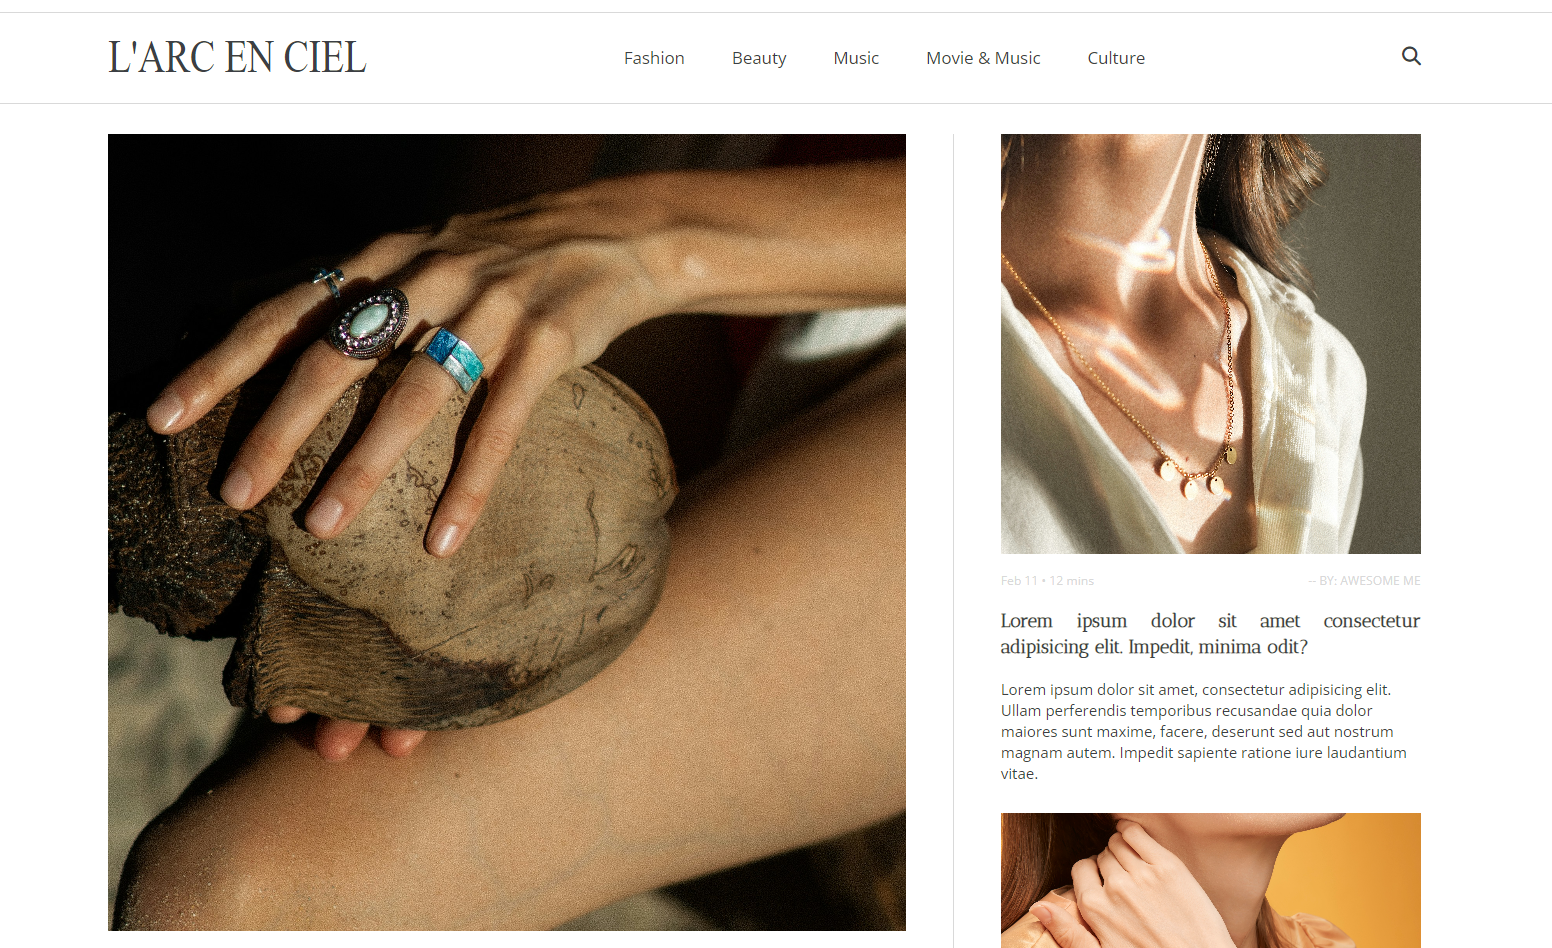 L'ARC EN CIEL
Fashion
Beauty
Music
Movie & Music
Culture
Feb 11 • 12 mins
-- BY: AWESOME ME
Lorem ipsum dolor sit amet consectetur
adipisicing elit. Impedit, minima odit?
Lorem ipsum dolor sit amet, consectetur adipisicing elit.
Ullam perferendis temporibus recusandae quia dolor
maiores sunt maxime, facere, deserunt sed aut nostrum
magnam autem. Impedit sapiente ratione iure laudantium
vitae.